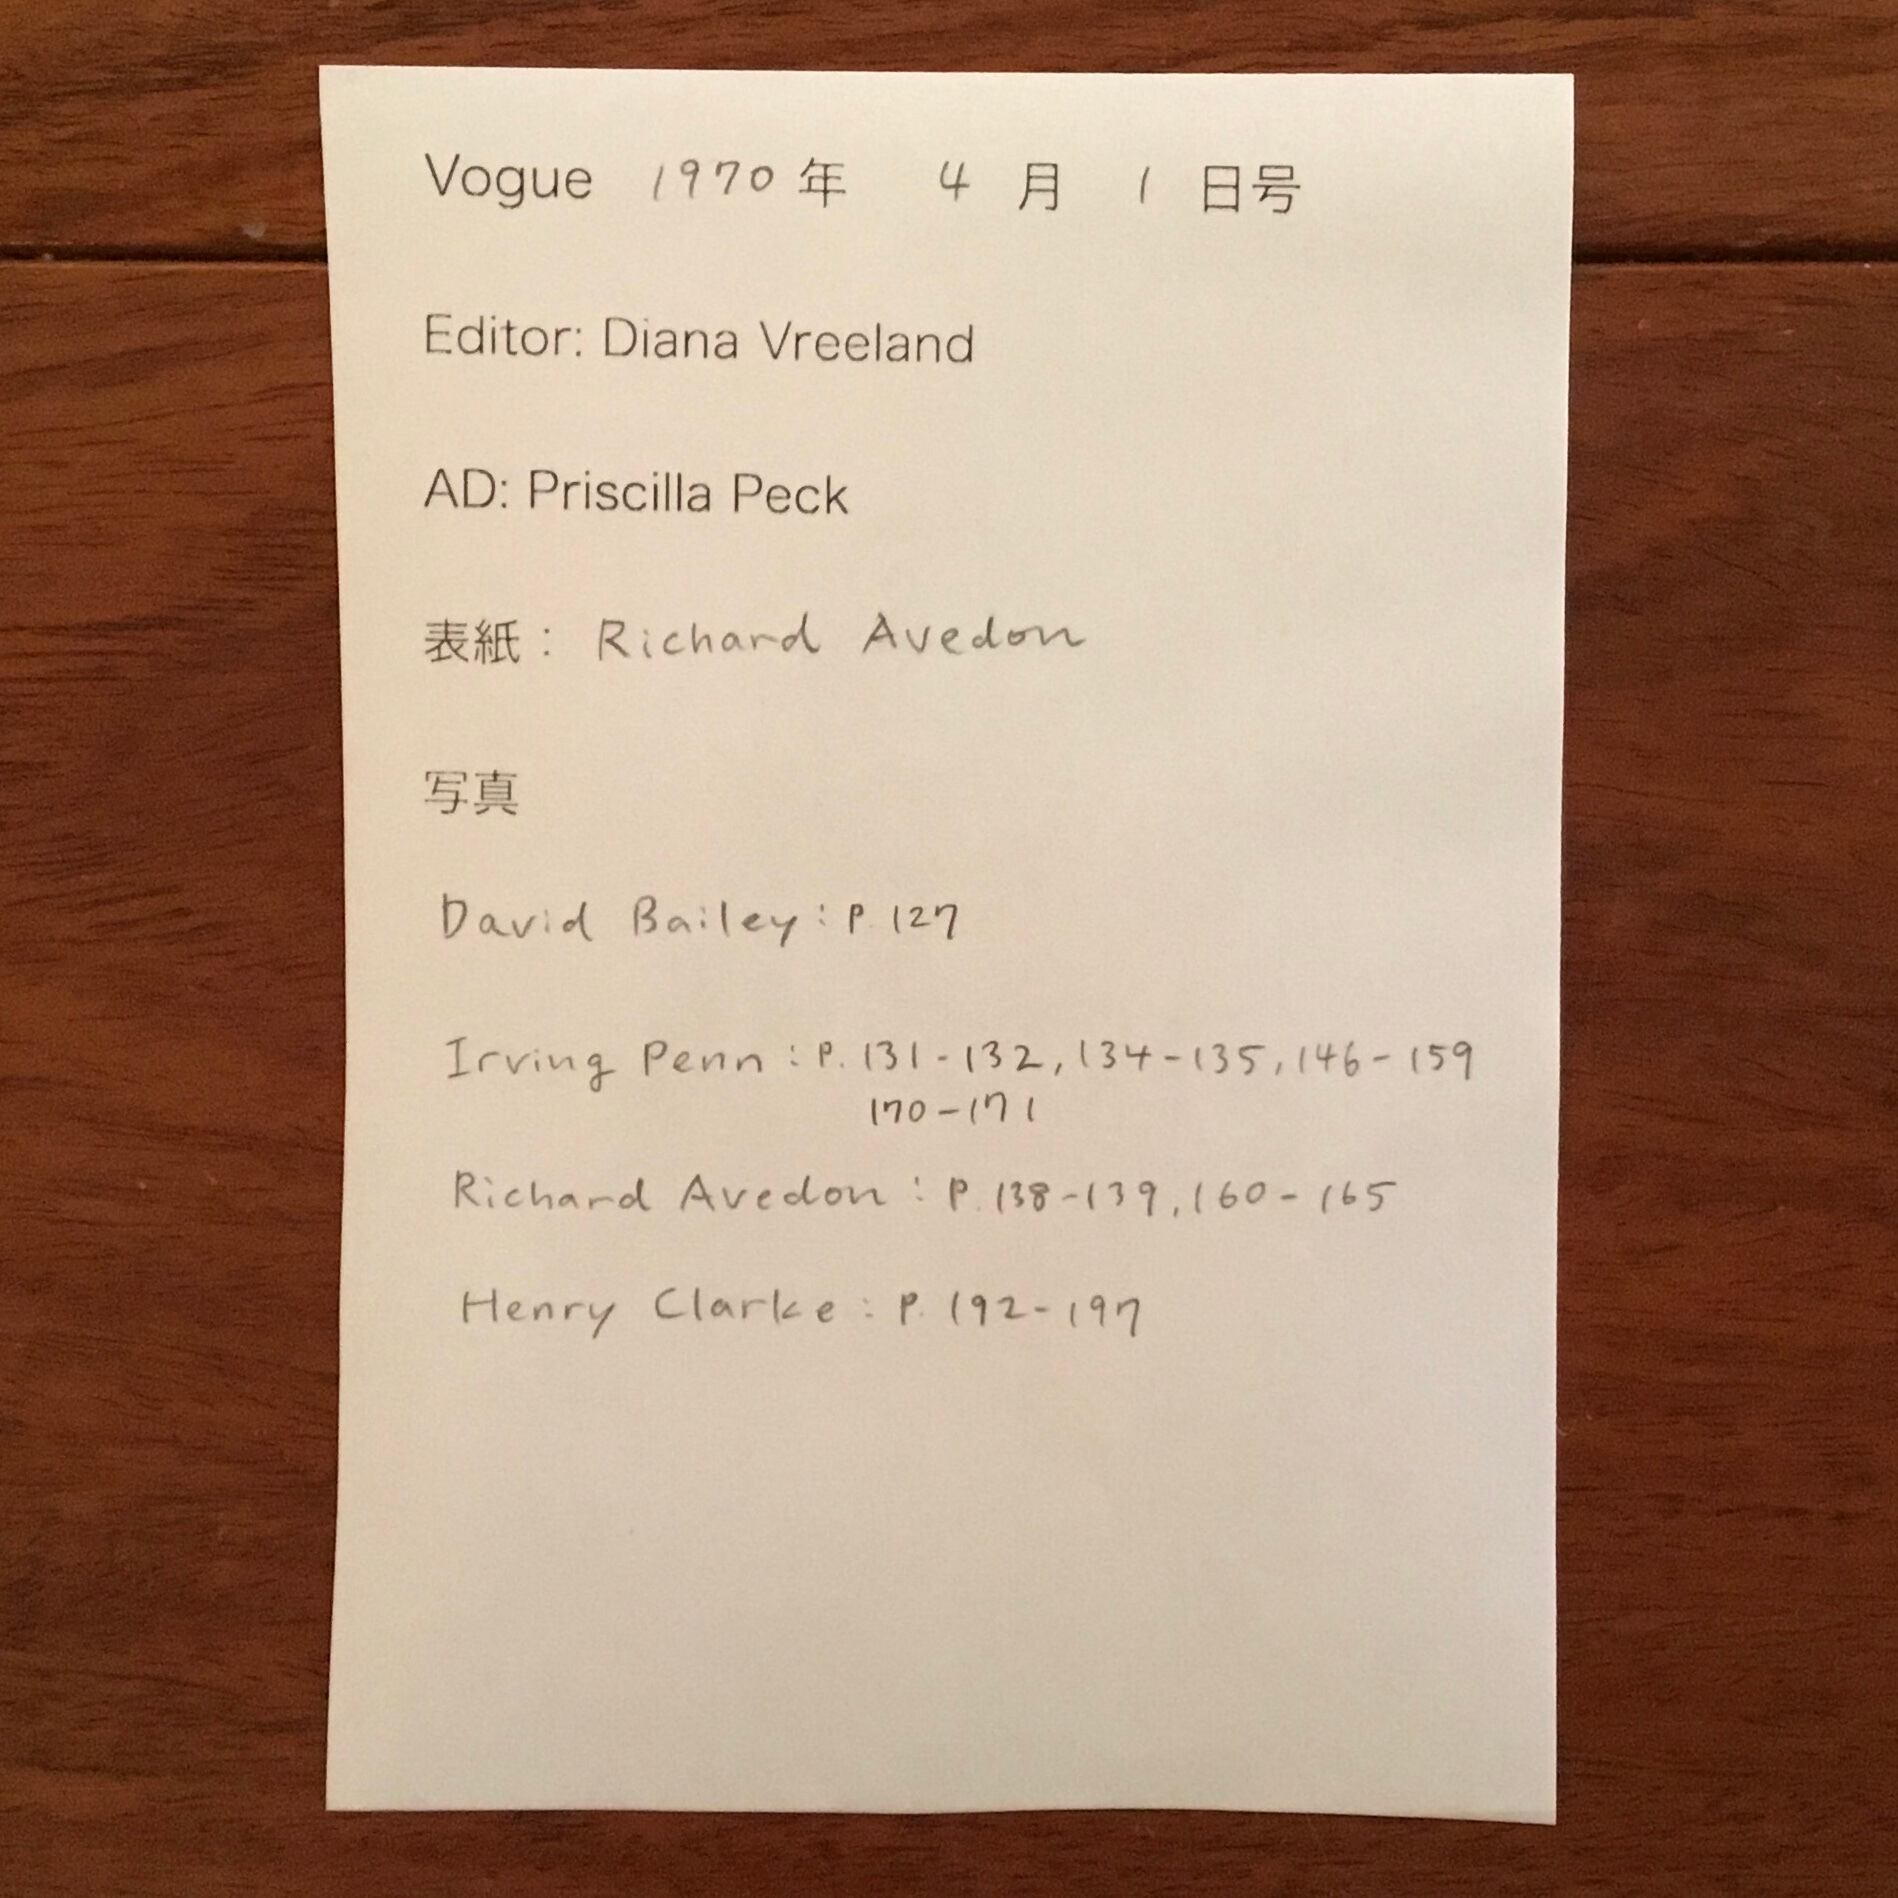 Vogue 1970年 4月 1日号
Editor: Diana Vreeland
AD: Priscilla Peck
表紙: Richard Avedon
写真
David Bailey: P. 127
Irving Penn: P. 131-132, 134-135, 146-159
170-171
Richard Avedon: P. 138-139, 160-165
Henry Clarke: P. 192-197